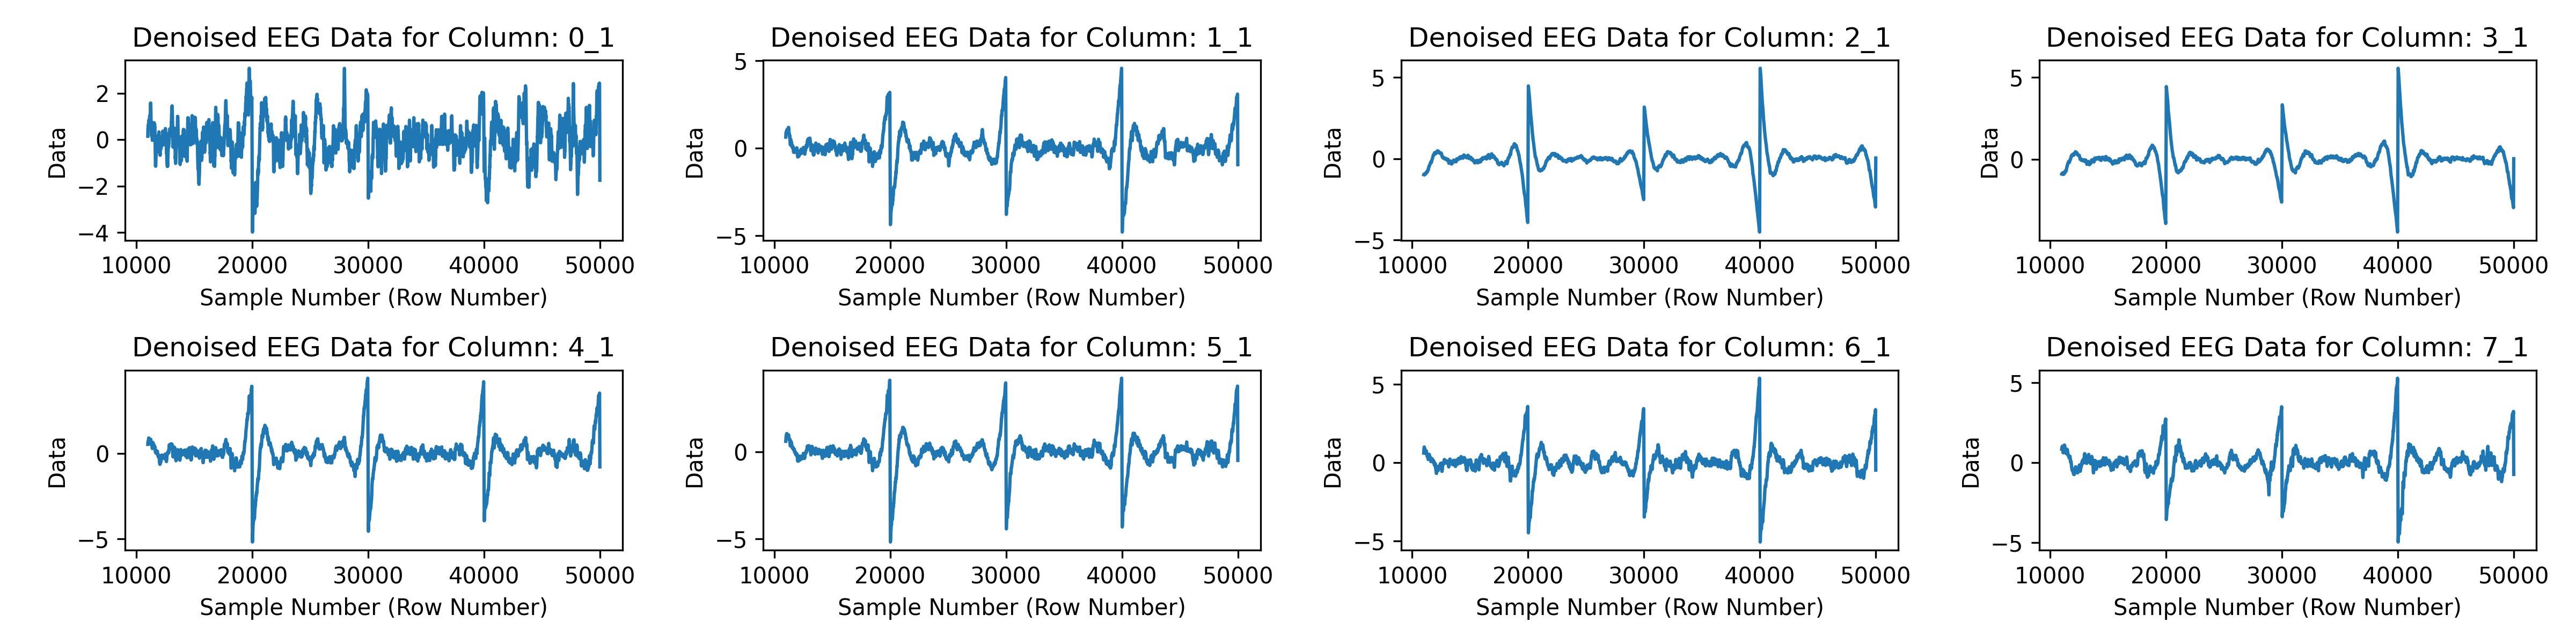 Denoised EEG Data for Column: 0_1
2
0
−2
−4
Data
10000 20000 30000 40000 50000
Sample Number (Row Number)
Denoised EEG Data for Column: 1_1
5
0
−5
Data
10000 20000 30000 40000 50000
Sample Number (Row Number)
Denoised EEG Data for Column: 2_1
5
0
−5
Data
10000 20000 30000 40000 50000
Sample Number (Row Number)
Denoised EEG Data for Column: 3_1
5
0
Data
10000 20000 30000 40000 50000
Sample Number (Row Number)
Denoised EEG Data for Column: 4_1
0
−5
Data
10000 20000 30000 40000 50000
Sample Number (Row Number)
Denoised EEG Data for Column: 5_1
0
−5
Data
10000 20000 30000 40000 50000
Sample Number (Row Number)
Denoised EEG Data for Column: 6_1
5
0
−5
Data
10000 20000 30000 40000 50000
Sample Number (Row Number)
Denoised EEG Data for Column: 7_1
5
0
−5
Data
10000 20000 30000 40000 50000
Sample Number (Row Number)